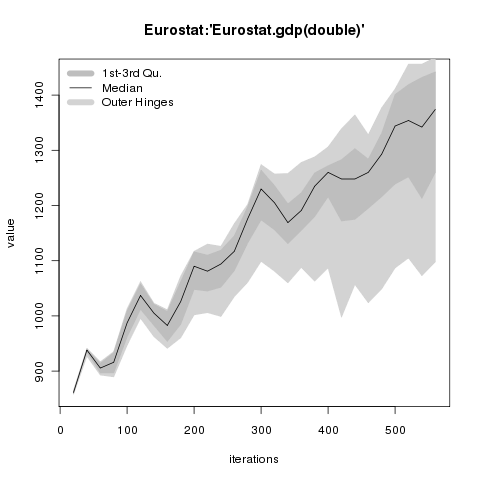 Eurostat:'Eurostat.gdp(double)'
1st-3rd Qu.
Median
Outer Hinges
value
1400
1300
1200
1100
1000
900
0 100 200 300 400 500
iterations